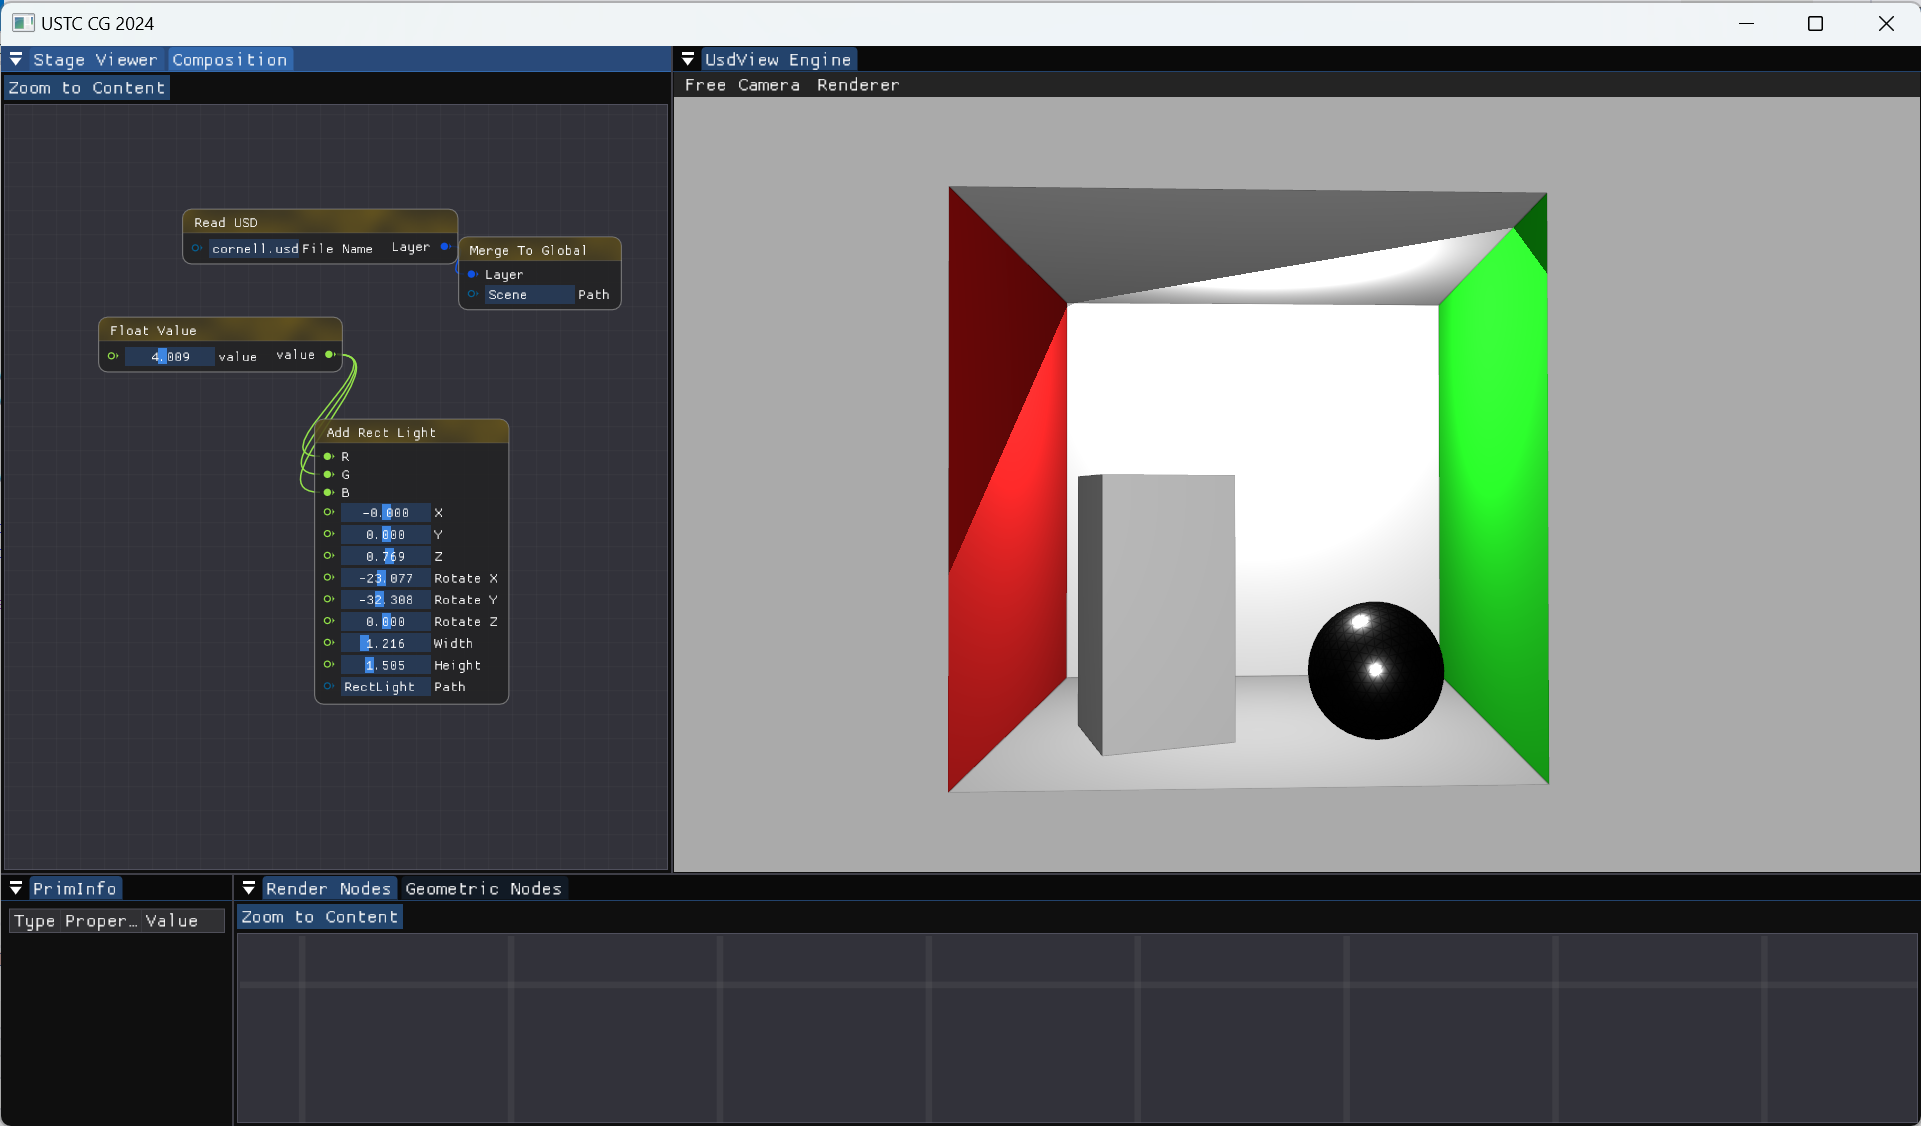 USTC CG 2024
Stage Viewer Composition
Zoom to Content
Read USD
cornell.usd File Name Layer
Merge To Global
Layer
Scene Path
Float Value
4.009 value value
Add Rect Light
R
G
B
-0.000 X
0.000 Y
0.769 Z
-23.077 Rotate X
-32.308 Rotate Y
0.000 Rotate Z
1.216 Width
1.505 Height
RectLight Path
UsdView Engine
Free Camera Renderer
PrimInfo
Type Proper… Value
Render Nodes Geometric Nodes
Zoom to Content